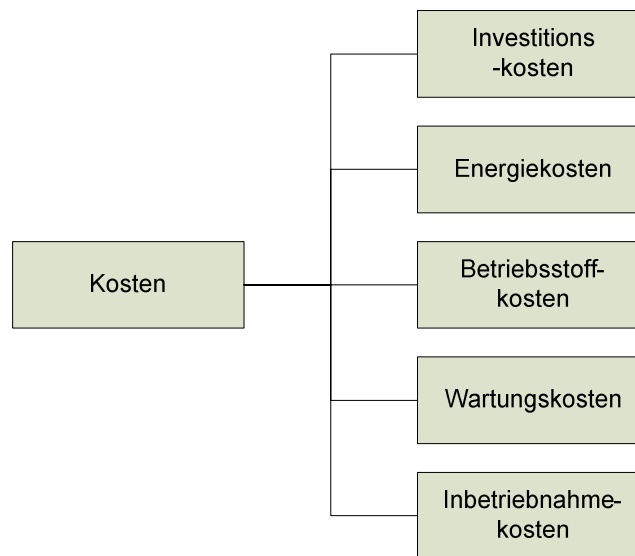 Investitions
-kosten
Energiekosten
Kosten
Betriebsstoff-
kosten
Wartungskosten
Inbetriebnahme-
kosten